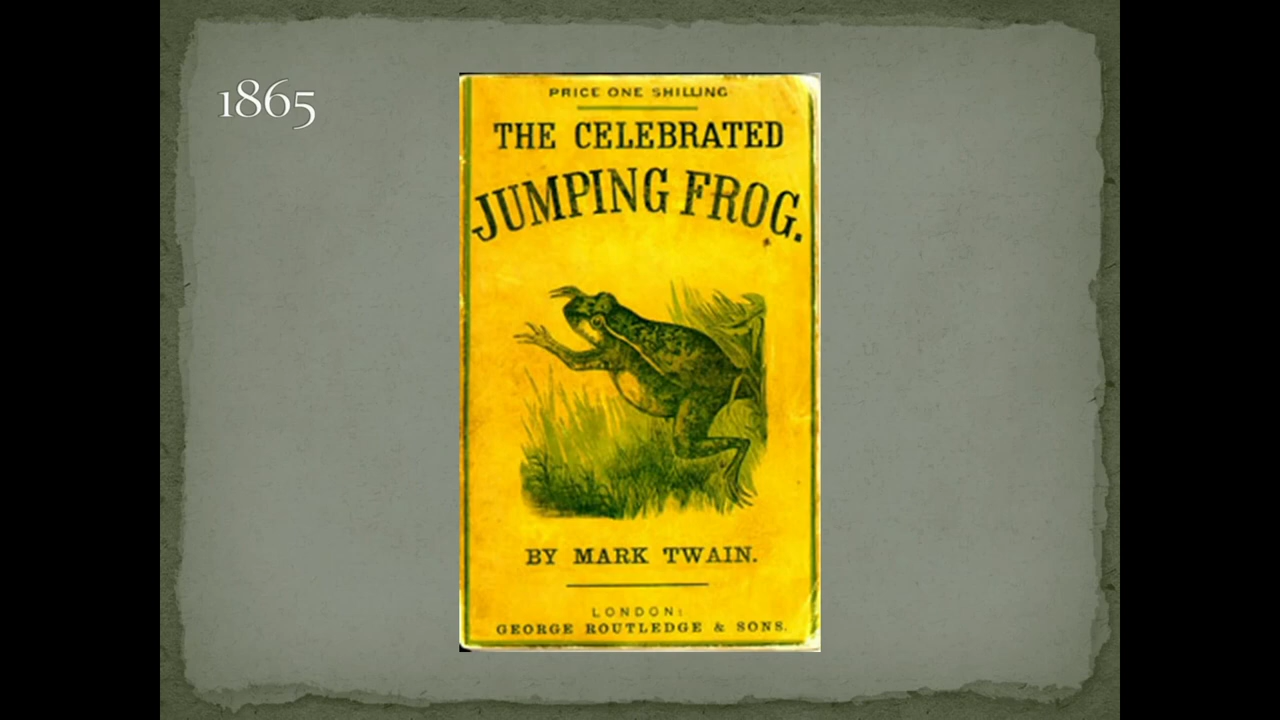 1865
PRICE ONE SHILLING
THE CELEBRATED
JUMPING FROG.
BY MARK TWAIN.
LONDON:
GEORGE ROUTLEDGE & SONS.